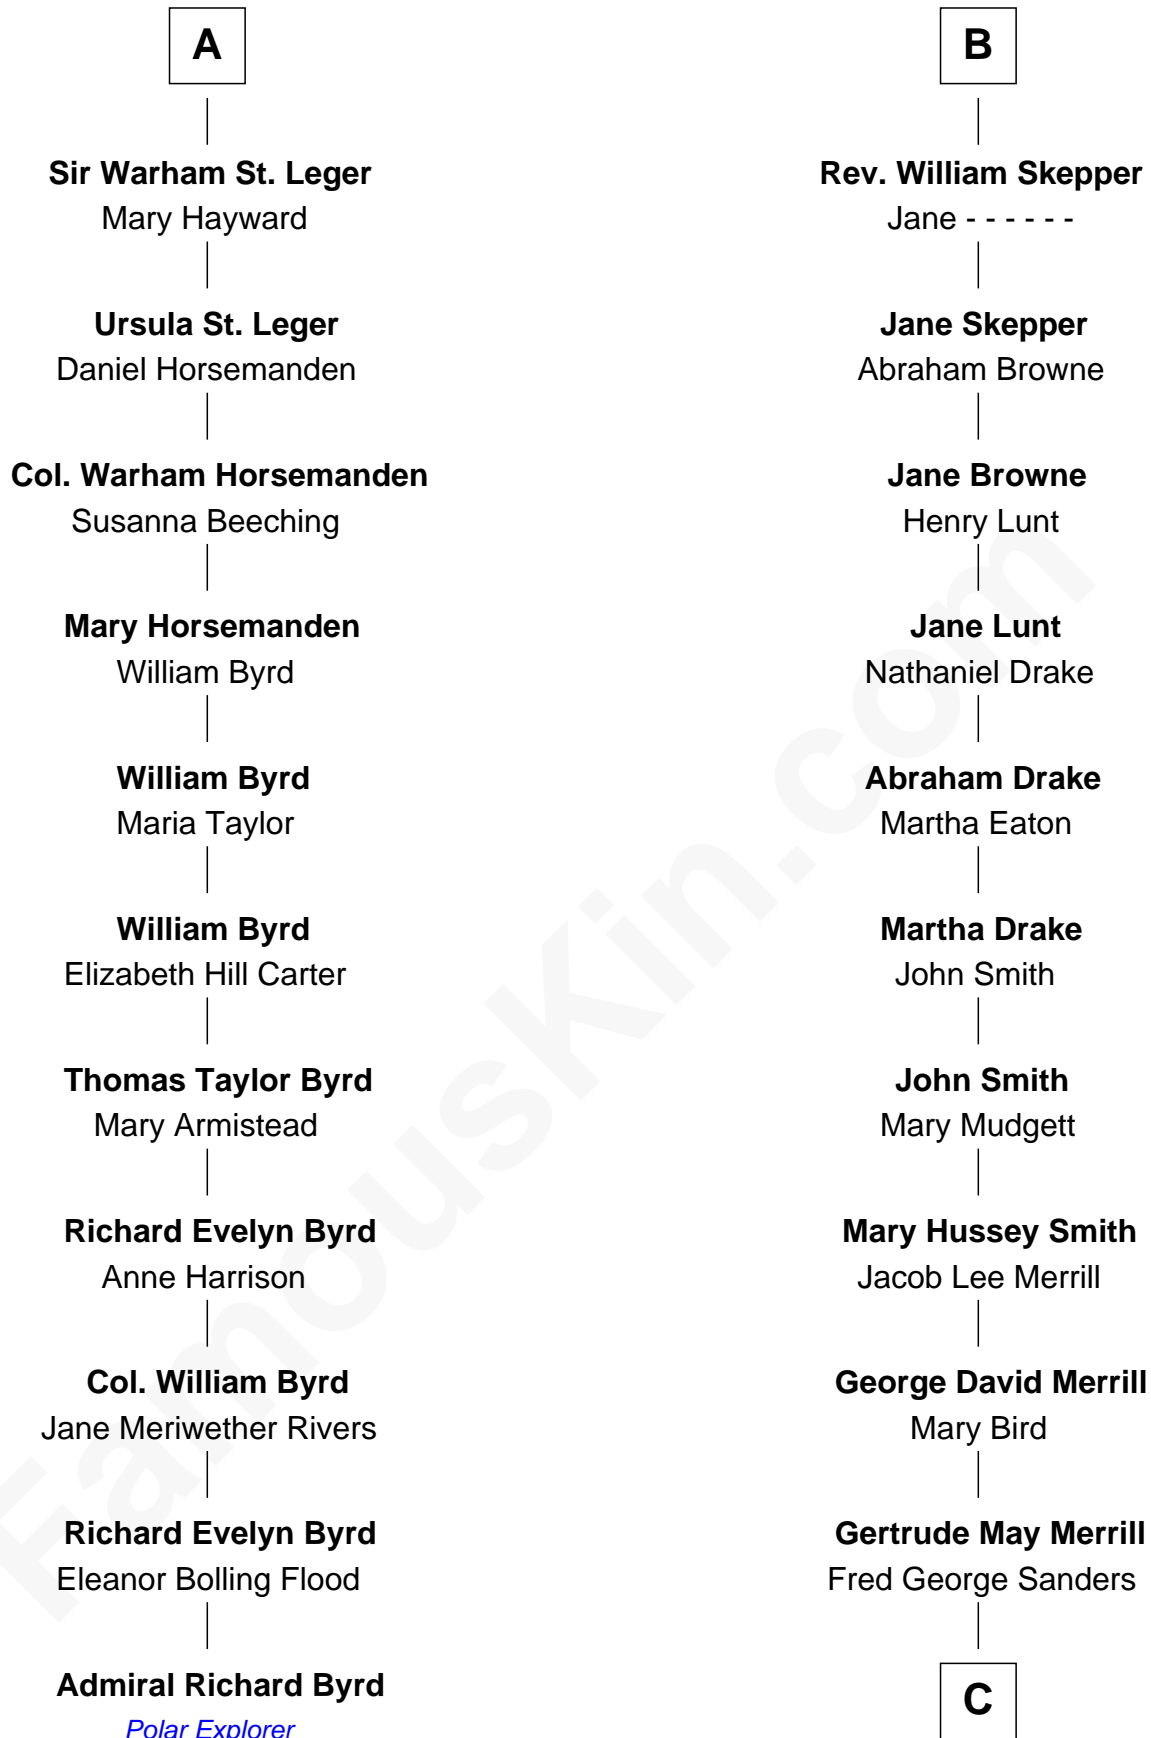 A
Sir Warham St. Leger
Mary Hayward
Ursula St. Leger
Daniel Horsemanden
Col. Warham Horsemanden
Susanna Beeching
Mary Horsemanden
William Byrd
William Byrd
Maria Taylor
William Byrd
Elizabeth Hill Carter
Thomas Taylor Byrd
Mary Armistead
Richard Evelyn Byrd
Anne Harrison
Col. William Byrd
Jane Meriwether Rivers
Richard Evelyn Byrd
Eleanor Bolling Flood
Admiral Richard Byrd
Polar Explorer
B
Rev. William Skepper
Jane - - - - - -
Jane Skepper
Abraham Browne
Jane Browne
Henry Lunt
Jane Lunt
Nathaniel Drake
Abraham Drake
Martha Eaton
Martha Drake
John Smith
John Smith
Mary Mudgett
Mary Hussey Smith
Jacob Lee Merrill
George David Merrill
Mary Bird
Gertrude May Merrill
Fred George Sanders
C
FamousKin.com